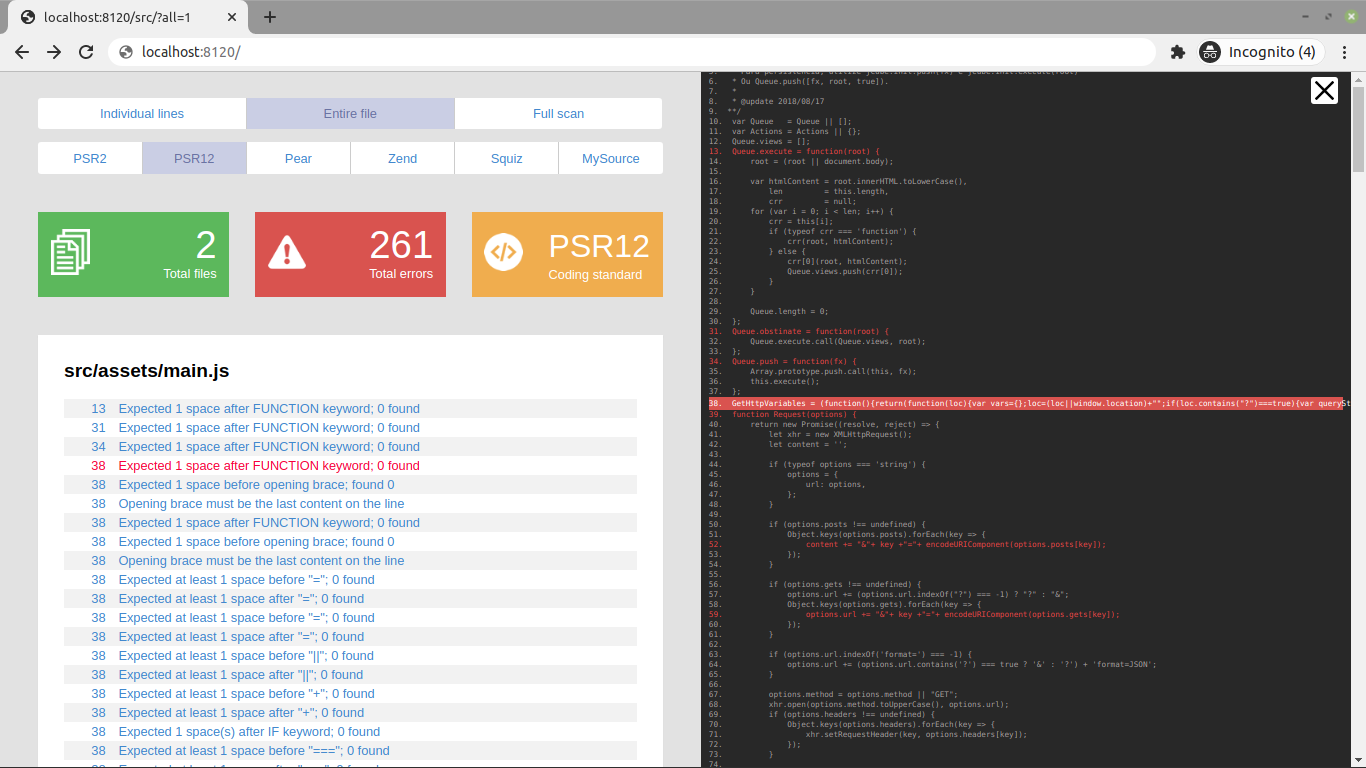 localhost:8120/src/?all=1
localhost:8120/
Incognito (4)
Individual lines
Entire file
Full scan
PSR2
PSR12
Pear
Zend
Squiz
MySource
2
Total files
261
Total errors
</>
PSR12
Coding standard
src/assets/main.js
13 Expected 1 space after FUNCTION keyword; 0 found
31 Expected 1 space after FUNCTION keyword; 0 found
34 Expected 1 space after FUNCTION keyword; 0 found
38 Expected 1 space after FUNCTION keyword; 0 found
38 Expected 1 space before opening brace; found 0
38 Opening brace must be the last content on the line
38 Expected 1 space after FUNCTION keyword; 0 found
38 Expected 1 space before opening brace; found 0
38 Opening brace must be the last content on the line
38 Expected at least 1 space before "="; 0 found
38 Expected at least 1 space after "="; 0 found
38 Expected at least 1 space before "="; 0 found
38 Expected at least 1 space after "="; 0 found
38 Expected at least 1 space before "||"; 0 found
38 Expected at least 1 space after "||"; 0 found
38 Expected at least 1 space before "+"; 0 found
38 Expected at least 1 space after "+"; 0 found
38 Expected 1 space(s) after IF keyword; 0 found
38 Expected at least 1 space before "==="; 0 found
6. * Ou Queue.push([fx, root, true]).
7. *
8. * @update 2018/08/17
9. **/
10. var Queue   = Queue || [];
11. var Actions = Actions || {};
12. Queue.views = [];
13. Queue.execute = function(root) {
14.     root = (root || document.body);
15.
16.     var htmlContent = root.innerHTML.toLowerCase(),
17.         len         = this.length,
18.         crr         = null;
19.     for (var i = 0; i < len; i++) {
20.         crr = this[i];
21.         if (typeof crr === 'function') {
22.             crr(root, htmlContent);
23.         } else {
24.             crr[0](root, htmlContent);
25.             Queue.views.push(crr[0]);
26.         }
27.     }
28.
29.     Queue.length = 0;
30. };
31. Queue.obstinate = function(root) {
32.     Queue.execute.call(Queue.views, root);
33. };
34. Queue.push = function(fx) {
35.     Array.prototype.push.call(this, fx);
36.     this.execute();
37. };
38. GetHttpVariables = (function(){return(function(loc){var vars={};loc=(loc||window.location)+"";if(loc.contains("?")===true){var querySt
39. function Request(options) {
40.     return new Promise((resolve, reject) => {
41.         let xhr = new XMLHttpRequest();
42.         let content = '';
43.
44.         if (typeof options === 'string') {
45.             options = {
46.                 url: options,
47.             };
48.         }
49.
50.         if (options.posts !== undefined) {
51.             Object.keys(options.posts).forEach(key => {
52.                 content += "&"+ key +"="+ encodeURIComponent(options.posts[key]);
53.             });
54.         }
55.
56.         if (options.gets !== undefined) {
57.             options.url += (options.url.indexOf("?") === -1) ? "?" : "&";
58.             Object.keys(options.gets).forEach(key => {
59.                 options.url += "&"+ key +"="+ encodeURIComponent(options.gets[key]);
60.             });
61.         }
62.
63.         if (options.url.indexOf('format=') === -1) {
64.             options.url += (options.url.contains('?') === true ? '&' : '?') + 'format=JSON';
65.         }
66.
67.         options.method = options.method || "GET";
68.         xhr.open(options.method.toUpperCase(), options.url);
69.         if (options.headers !== undefined) {
70.             Object.keys(options.headers).forEach(key => {
71.                 xhr.setRequestHeader(key, options.headers[key]);
72.             });
73.         }
74.